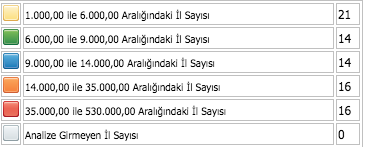 1.000,00 ile 6.000,00 Aralığındaki İl Sayısı 21
6.000,00 ile 9.000,00 Aralığındaki İl Sayısı 14
9.000,00 ile 14.000,00 Aralığındaki İl Sayısı 14
14.000,00 ile 35.000,00 Aralığındaki İl Sayısı 16
35.000,00 ile 530.000,00 Aralığındaki İl Sayısı 16
Analize Girmeyen İl Sayısı 0